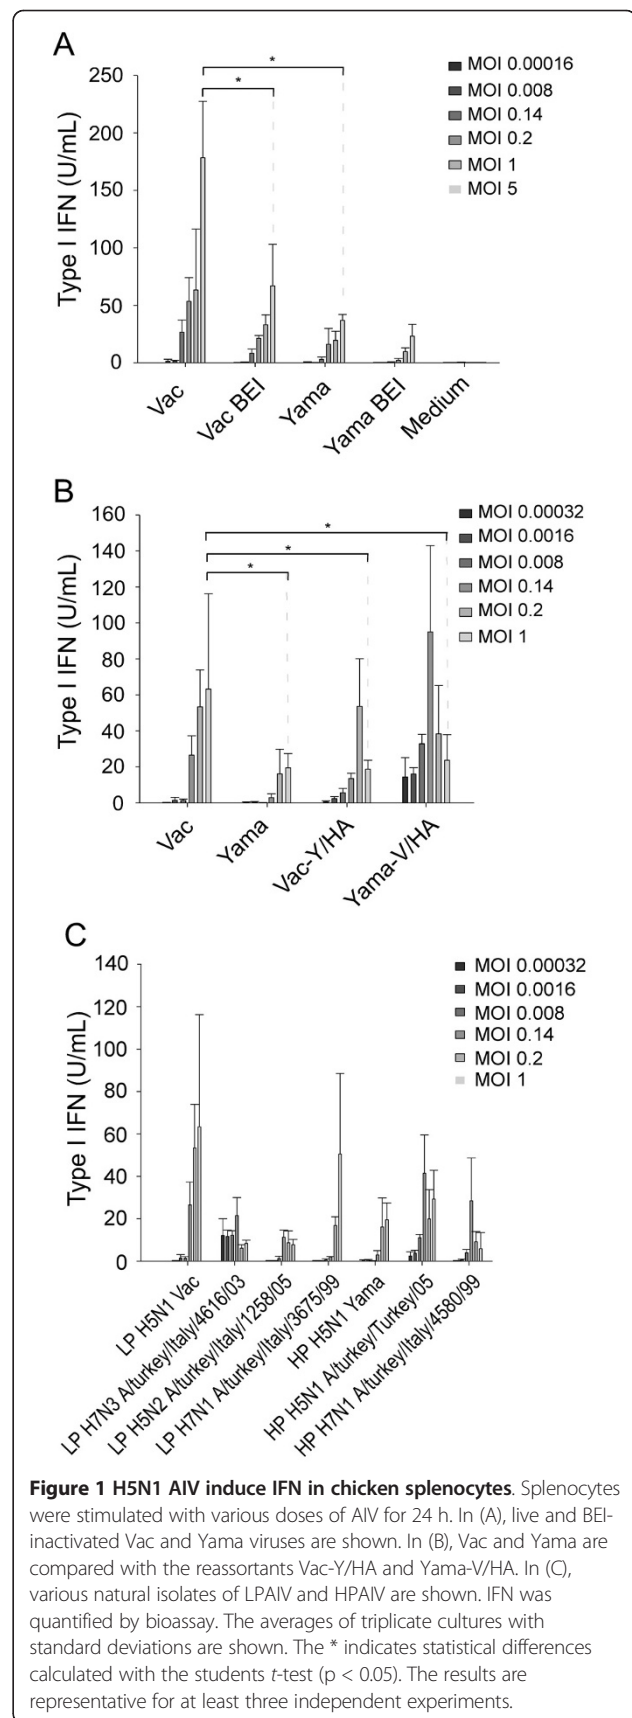 A
*
*
MOI 0.00016
MOI 0.008
MOI 0.14
MOI 0.2
MOI 1
MOI 5
Type I IFN (U/mL)
250
200
150
100
50
0
Vac
Vac BEI
Yama
Yama BEI
Medium
B
*
*
*
MOI 0.00032
MOI 0.0016
MOI 0.008
MOI 0.14
MOI 0.2
MOI 1
Type I IFN (U/mL)
160
140
120
100
80
60
40
20
0
Vac
Yama
Vac-Y/HA
Yama-V/HA
C
MOI 0.00032
MOI 0.0016
MOI 0.008
MOI 0.14
MOI 0.2
MOI 1
Type I IFN (U/mL)
140
120
100
80
60
40
20
0
LP H5N1 Vac
LP H7N3 A/turkey/Italy/4616/03
LP H5N2 A/turkey/Italy/1258/05
LP H7N1 A/turkey/Italy/3675/99
HP H5N1 Yama
HP H5N1 A/turkey/Turkey/05
HP H7N1 A/turkey/Italy/4580/99
Figure 1 H5N1 AIV induce IFN in chicken splenocytes. Splenocytes
were stimulated with various doses of AIV for 24 h. In (A), live and BEI-
inactivated Vac and Yama viruses are shown. In (B), Vac and Yama are
compared with the reassortants Vac-Y/HA and Yama-V/HA. In (C),
various natural isolates of LPAIV and HPAIV are shown. IFN was
quantified by bioassay. The averages of triplicate cultures with
standard deviations are shown. The * indicates statistical differences
calculated with the students t-test (p < 0.05). The results are
representative for at least three independent experiments.